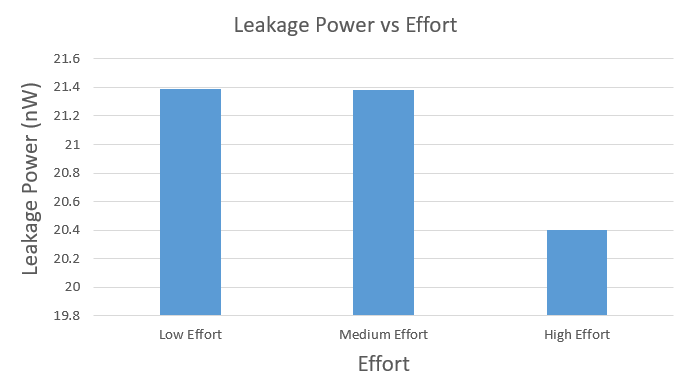 Leakage Power vs Effort
Leakage Power (nW)
21.6
21.4
21.2
21
20.8
20.6
20.4
20.2
20
19.8
Low Effort
Medium Effort
High Effort
Effort